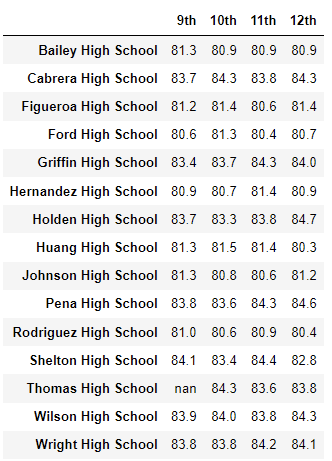 9th 10th 11th 12th
Bailey High School 81.3 80.9 80.9 80.9
Cabrera High School 83.7 84.3 83.8 84.3
Figueroa High School 81.2 81.4 80.6 81.4
Ford High School 80.6 81.3 80.4 80.7
Griffin High School 83.4 83.7 84.3 84.0
Hernandez High School 80.9 80.7 81.4 80.9
Holden High School 83.7 83.3 83.8 84.7
Huang High School 81.3 81.5 81.4 80.3
Johnson High School 81.3 80.8 80.6 81.2
Pena High School 83.8 83.6 84.3 84.6
Rodriguez High School 81.0 80.6 80.9 80.4
Shelton High School 84.1 83.4 84.4 82.8
Thomas High School nan 84.3 83.6 83.8
Wilson High School 83.9 84.0 83.8 84.3
Wright High School 83.8 83.8 84.2 84.1